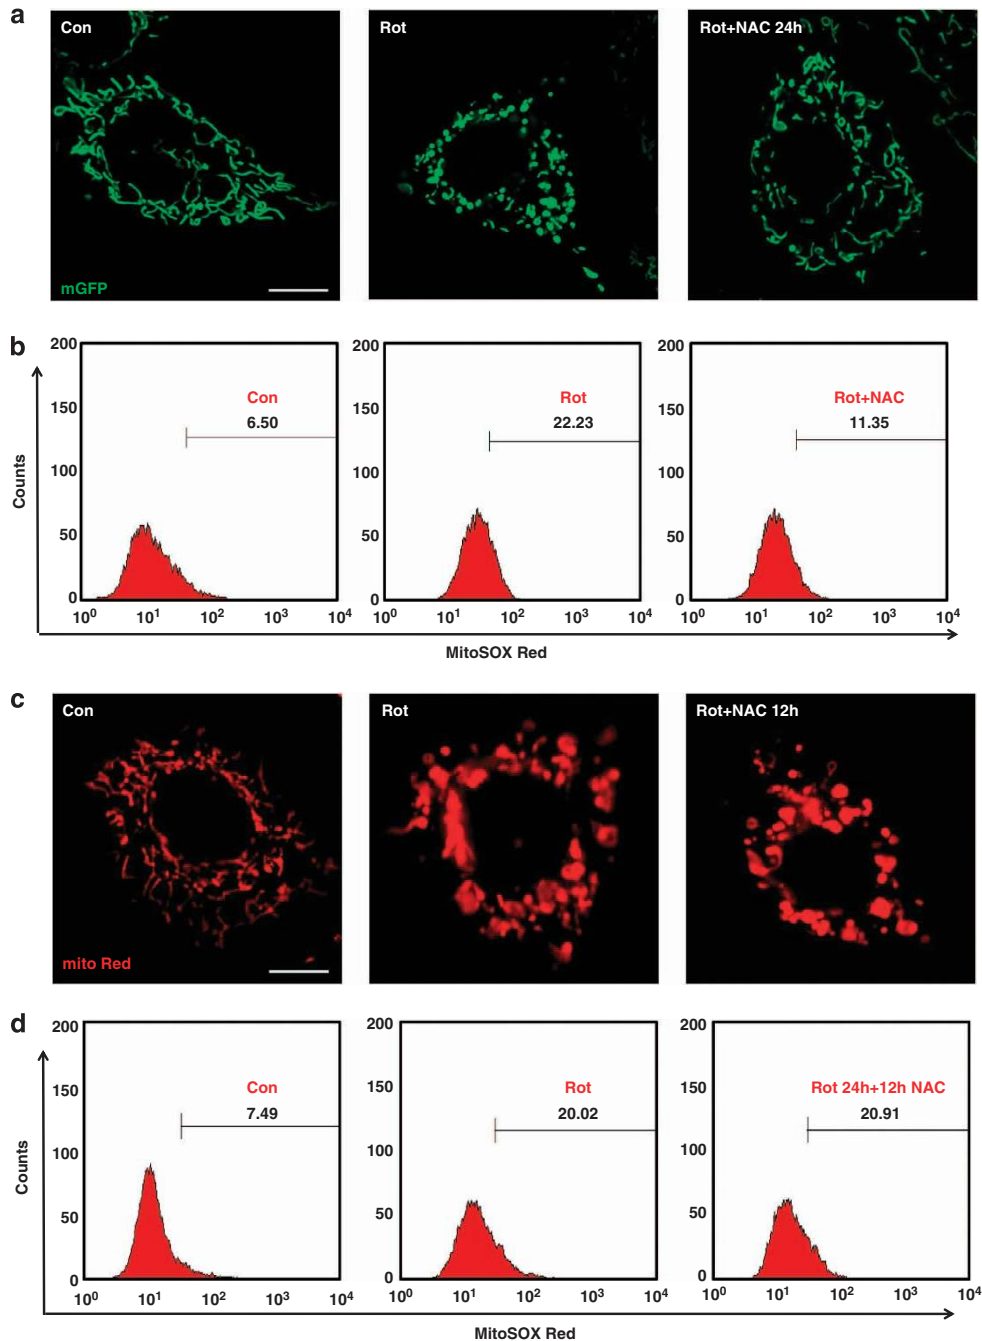 a
Con
Rot
Rot+NAC 24h
mGFP
b
200
150
100
50
0
Con
6.50
10⁰ 10¹ 10² 10³ 10⁴
200
150
100
50
0
Rot
22.23
10⁰ 10¹ 10² 10³ 10⁴
200
150
100
50
0
Rot+NAC
11.35
10⁰ 10¹ 10² 10³ 10⁴
Counts
MitoSOX Red
c
Con
Rot
Rot+NAC 12h
mito Red
d
200
150
100
50
0
Con
7.49
10⁰ 10¹ 10² 10³ 10⁴
200
150
100
50
0
Rot
20.02
10⁰ 10¹ 10² 10³ 10⁴
200
150
100
50
0
Rot 24h+12h NAC
20.91
10⁰ 10¹ 10² 10³ 10⁴
Counts
MitoSOX Red